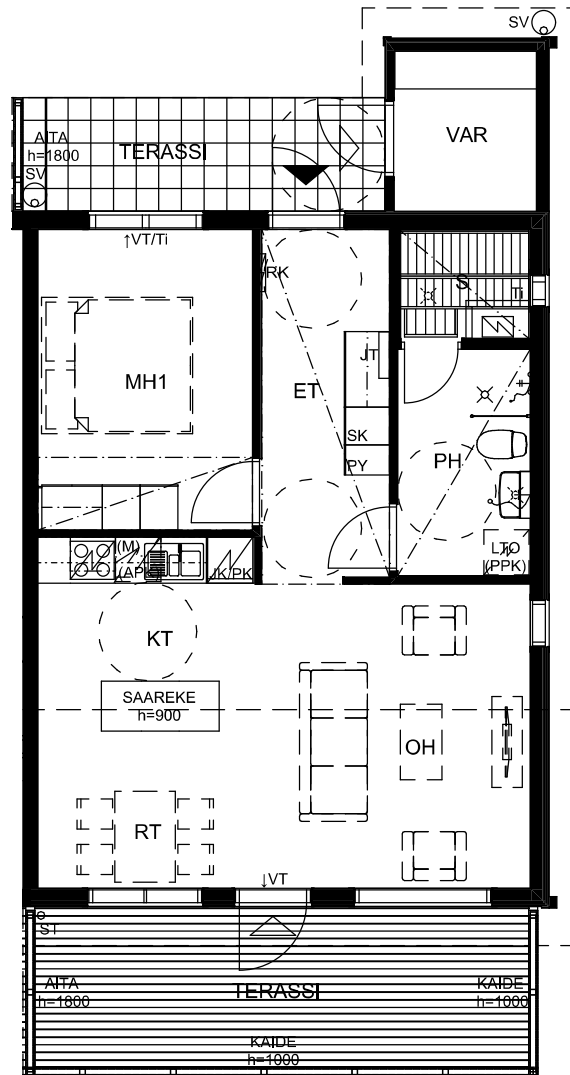 SV
VAR
AITA
h=1800
TERASSI
SV
↑VT/Ti
RK
S
Ti
MH1
ET
JT
SK
PY
PH
LTO
(PPK)
(M)
(APK)
JK/PK
KT
SAAREKE
h=900
OH
RT
↓VT
ST
AITA
h=1800
TERASSI
KAIDE
h=1000
KAIDE
h=1000